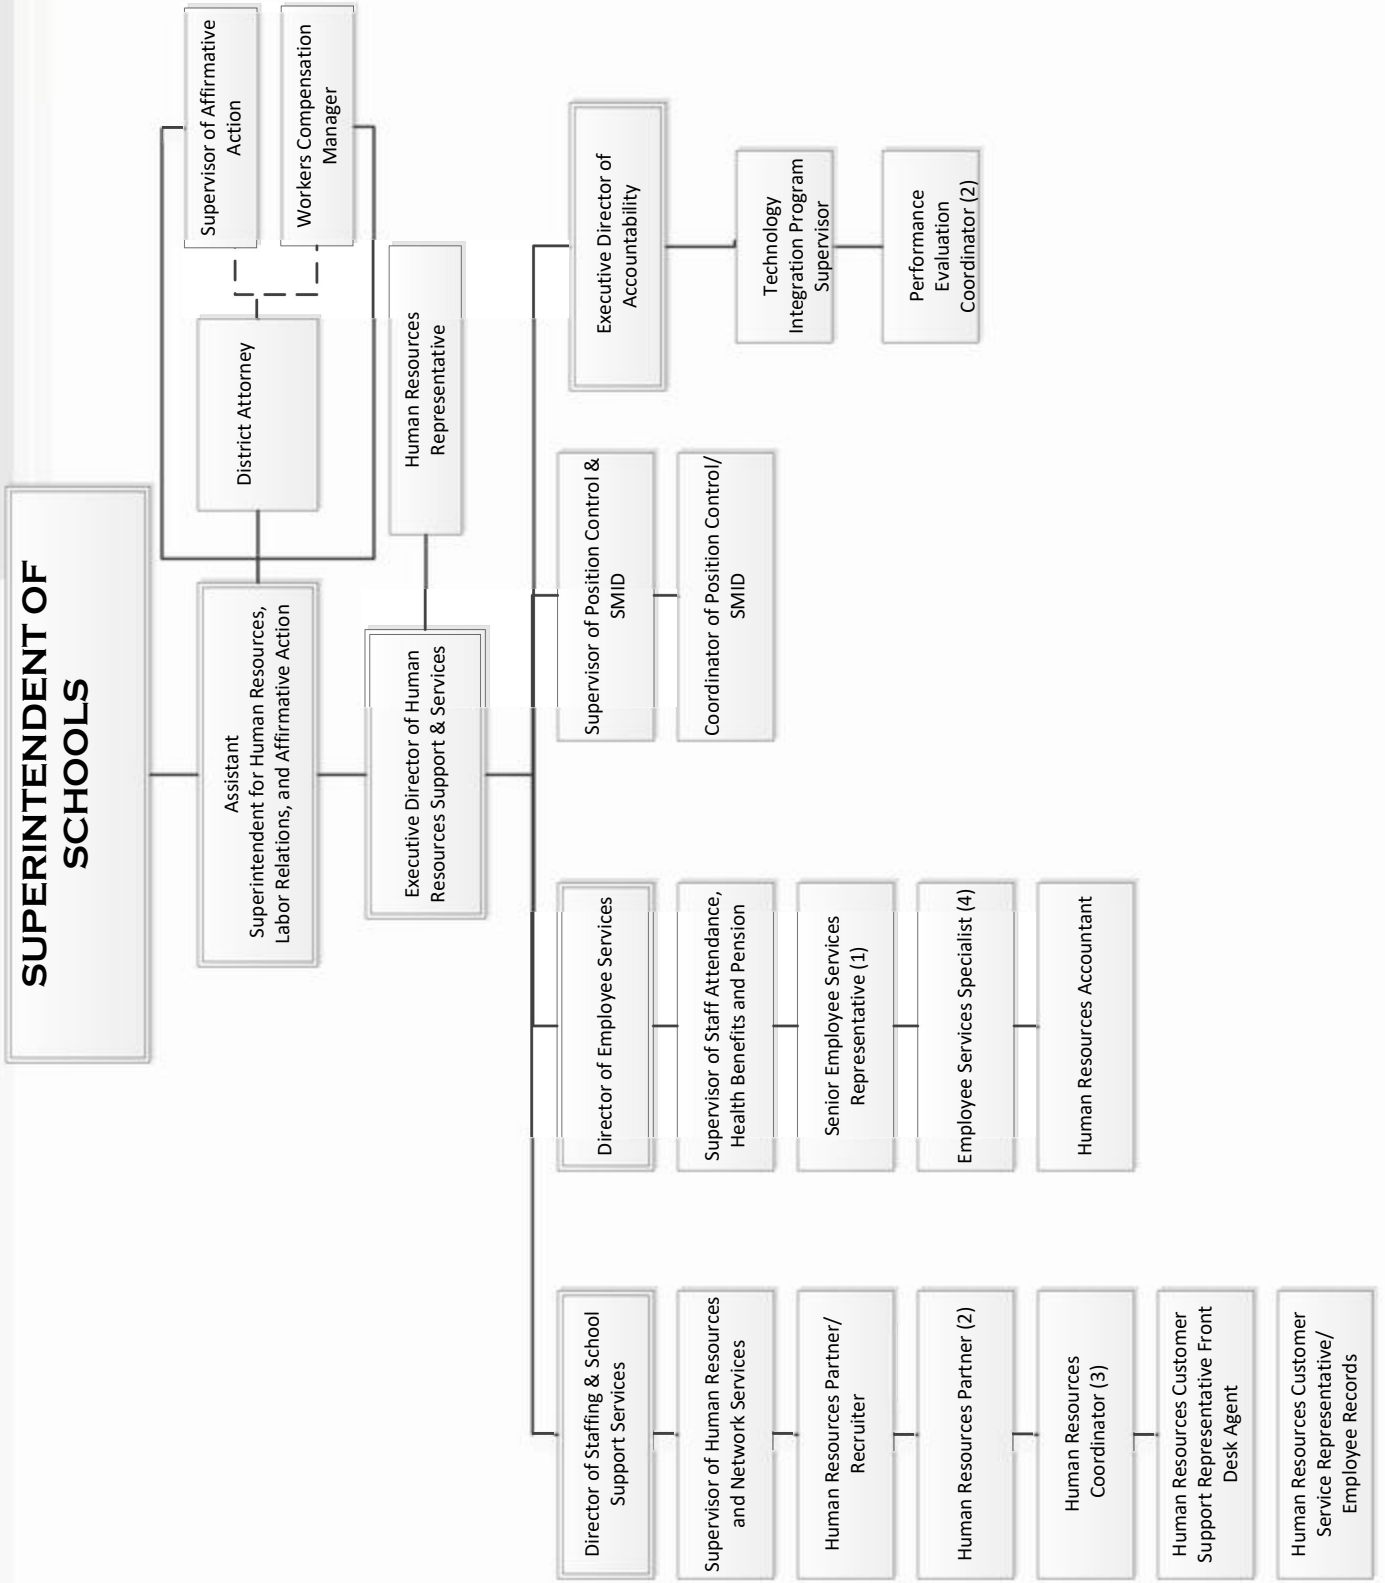 SUPERINTENDENT OF
SCHOOLS
Assistant
Superintendent for Human Resources,
Labor Relations, and Affirmative Action
District Attorney
Supervisor of Affirmative
Action
Workers Compensation
Manager
Executive Director of Human
Resources Support & Services
Human Resources
Representative
Director of Staffing & School
Support Services
Supervisor of Human Resources
and Network Services
Human Resources Partner/
Recruiter
Human Resources Partner (2)
Human Resources
Coordinator (3)
Human Resources Customer
Support Representative Front
Desk Agent
Human Resources Customer
Service Representative/
Employee Records
Director of Employee Services
Supervisor of Staff Attendance,
Health Benefits and Pension
Senior Employee Services
Representative (1)
Employee Services Specialist (4)
Human Resources Accountant
Supervisor of Position Control &
SMID
Coordinator of Position Control/
SMID
Executive Director of
Accountability
Technology
Integration Program
Supervisor
Performance
Evaluation
Coordinator (2)